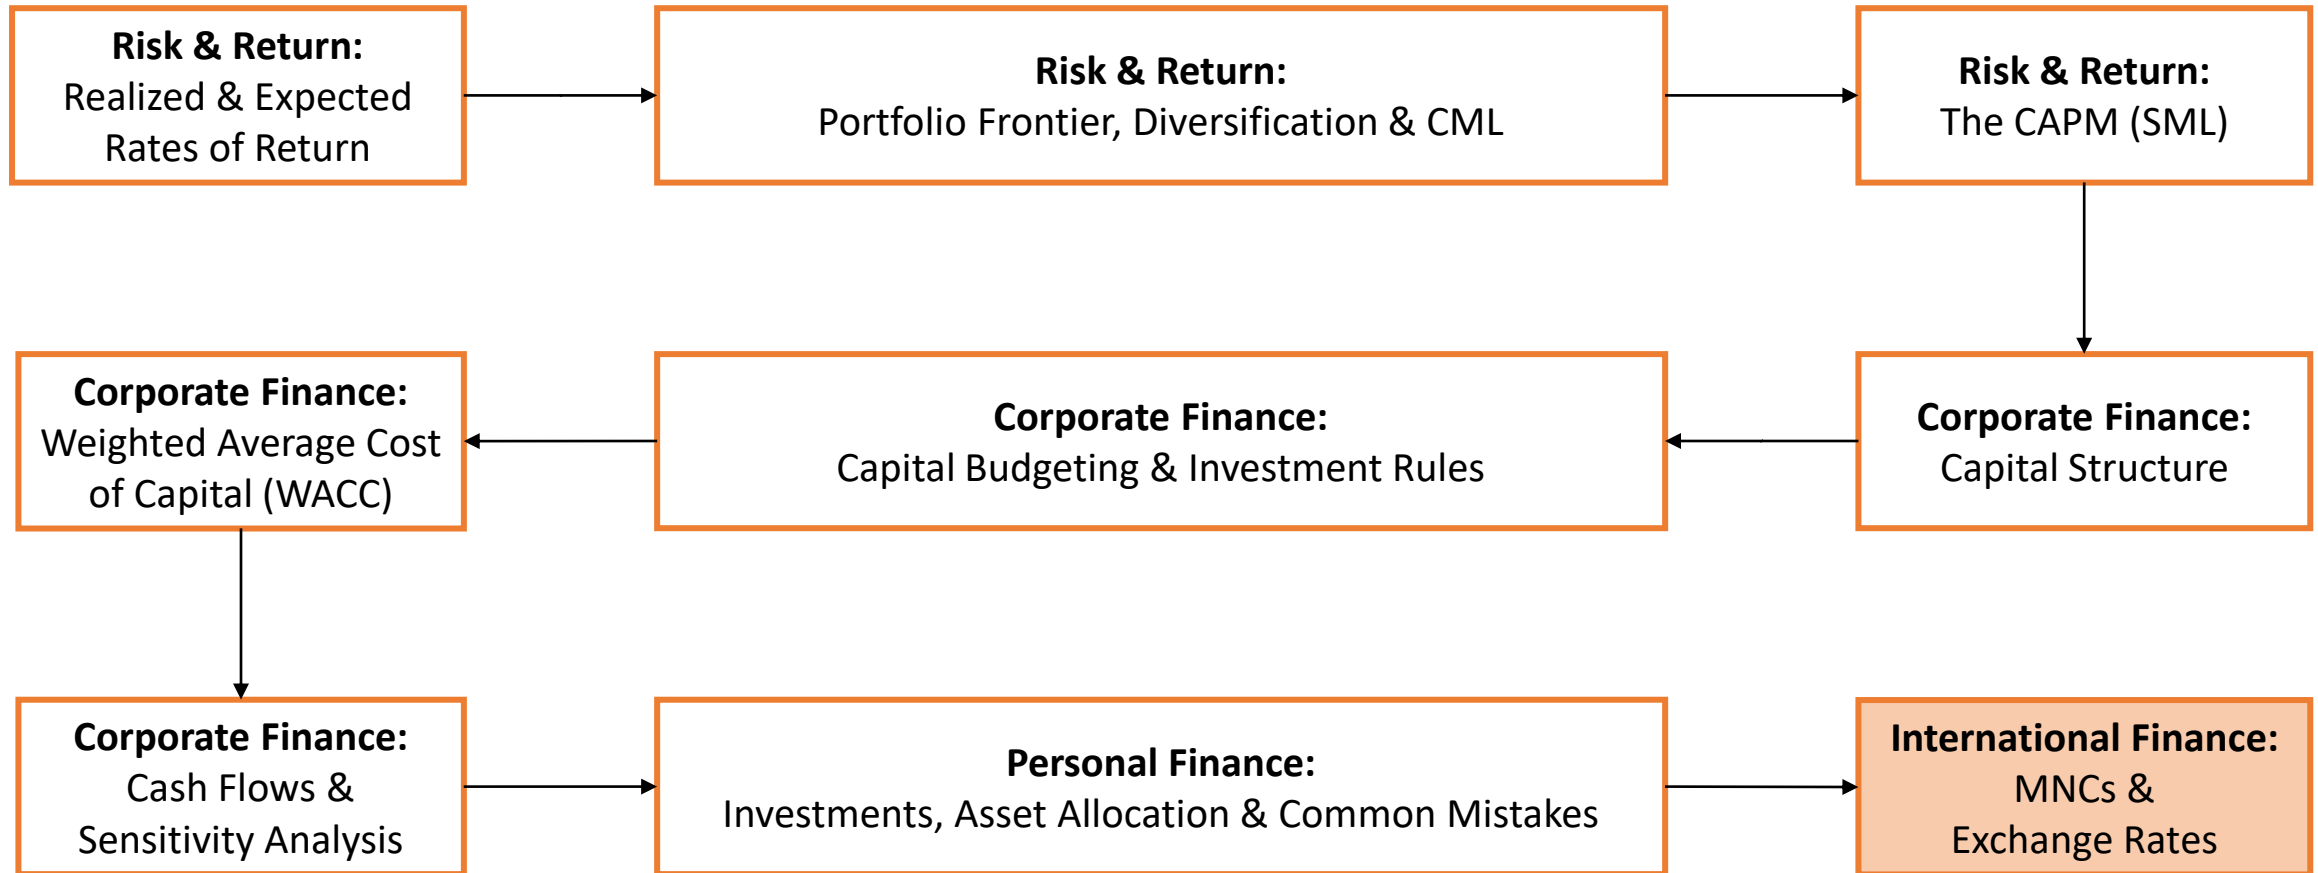 Risk & Return:
Realized & Expected
Rates of Return
Risk & Return:
Portfolio Frontier, Diversification & CML
Risk & Return:
The CAPM (SML)
Corporate Finance:
Weighted Average Cost
of Capital (WACC)
Corporate Finance:
Capital Budgeting & Investment Rules
Corporate Finance:
Capital Structure
Corporate Finance:
Cash Flows &
Sensitivity Analysis
Personal Finance:
Investments, Asset Allocation & Common Mistakes
International Finance:
MNCs &
Exchange Rates